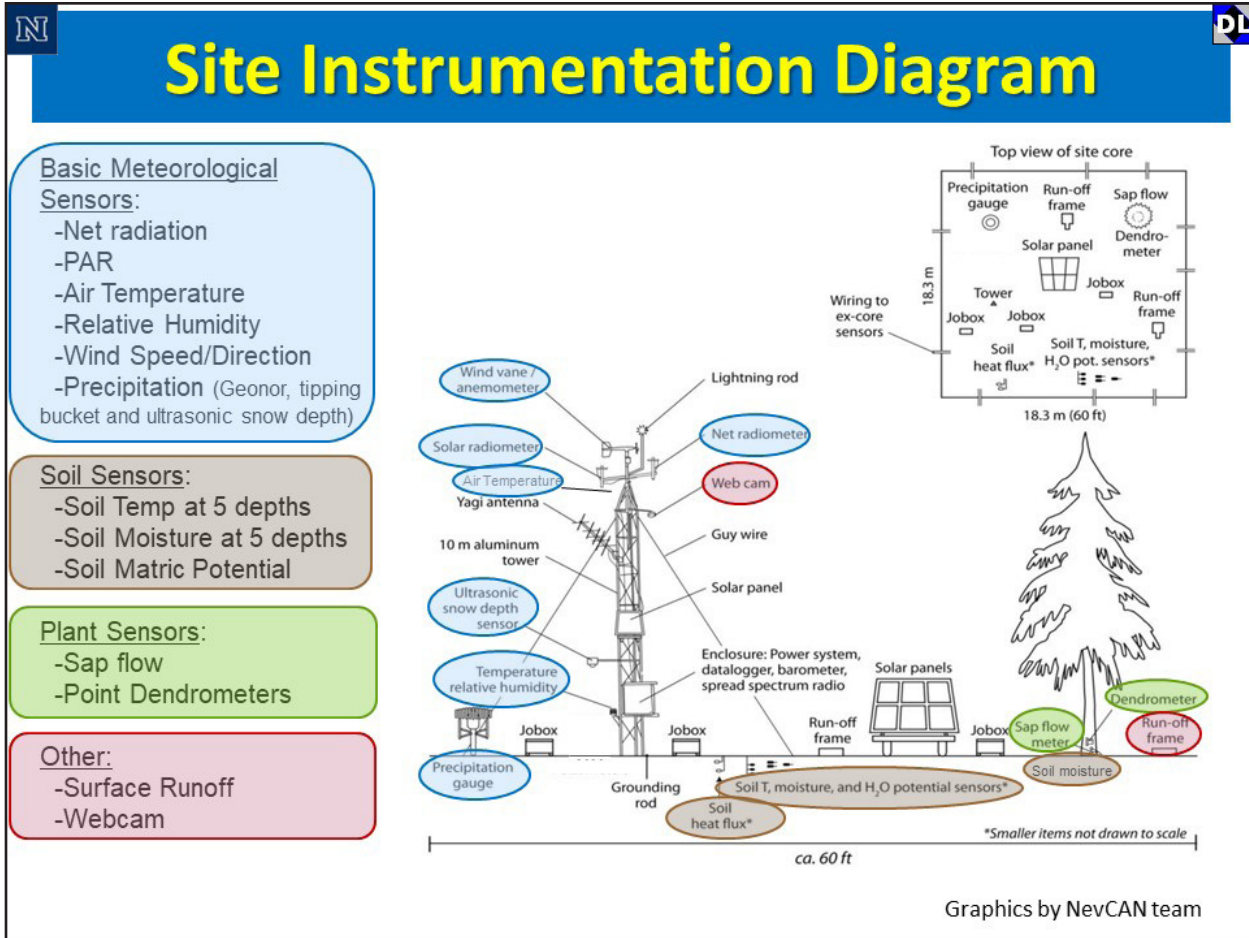 N
DL
Site Instrumentation Diagram
Basic Meteorological
Sensors:
-Net radiation
-PAR
-Air Temperature
-Relative Humidity
-Wind Speed/Direction
-Precipitation (Geonor, tipping
bucket and ultrasonic snow depth)
Soil Sensors:
-Soil Temp at 5 depths
-Soil Moisture at 5 depths
-Soil Matric Potential
Plant Sensors:
-Sap flow
-Point Dendrometers
Other:
-Surface Runoff
-Webcam
Top view of site core
Precipitation
gauge
Run-off
frame
Sap flow
Dendro-
meter
Solar panel
Jobox
Tower
Jobox
Jobox
Run-off
frame
Soil
heat flux*
Soil T, moisture,
H₂O pot. sensors*
18.3 m
Wiring to
ex-core
sensors
18.3 m (60 ft)
Wind vane /
anemometer
Lightning rod
Solar radiometer
Net radiometer
Air Temperature
Web cam
Yagi antenna
Guy wire
10 m aluminum
tower
Solar panel
Ultrasonic
snow depth
sensor
Enclosure: Power system,
datalogger, barometer,
spread spectrum radio
Temperature
relative humidity
Solar panels
Dendrometer
Jobox
Jobox
Run-off
frame
Jobox
Sap flow
meter
Run-off
frame
Precipitation
gauge
Grounding
rod
Soil moisture
Soil T, moisture, and H₂O potential sensors*
Soil
heat flux*
*Smaller items not drawn to scale
ca. 60 ft
Graphics by NevCAN team